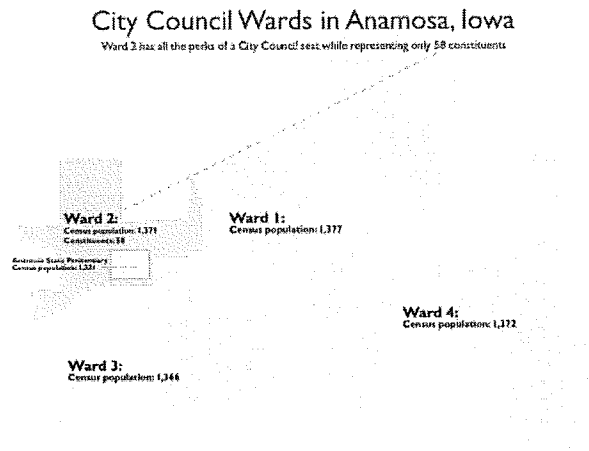 City Council Wards in Anamosa, Iowa
Ward 2 has all the perks of a City Council seat while representing only 58 constituents
Ward 2:
Census population: 1,379
Constituents: 58
Ward 1:
Census population: 1,377
Anamosa State Penitentiary
Census population: 1,321
Ward 4:
Census population: 1,372
Ward 3:
Census population: 1,366